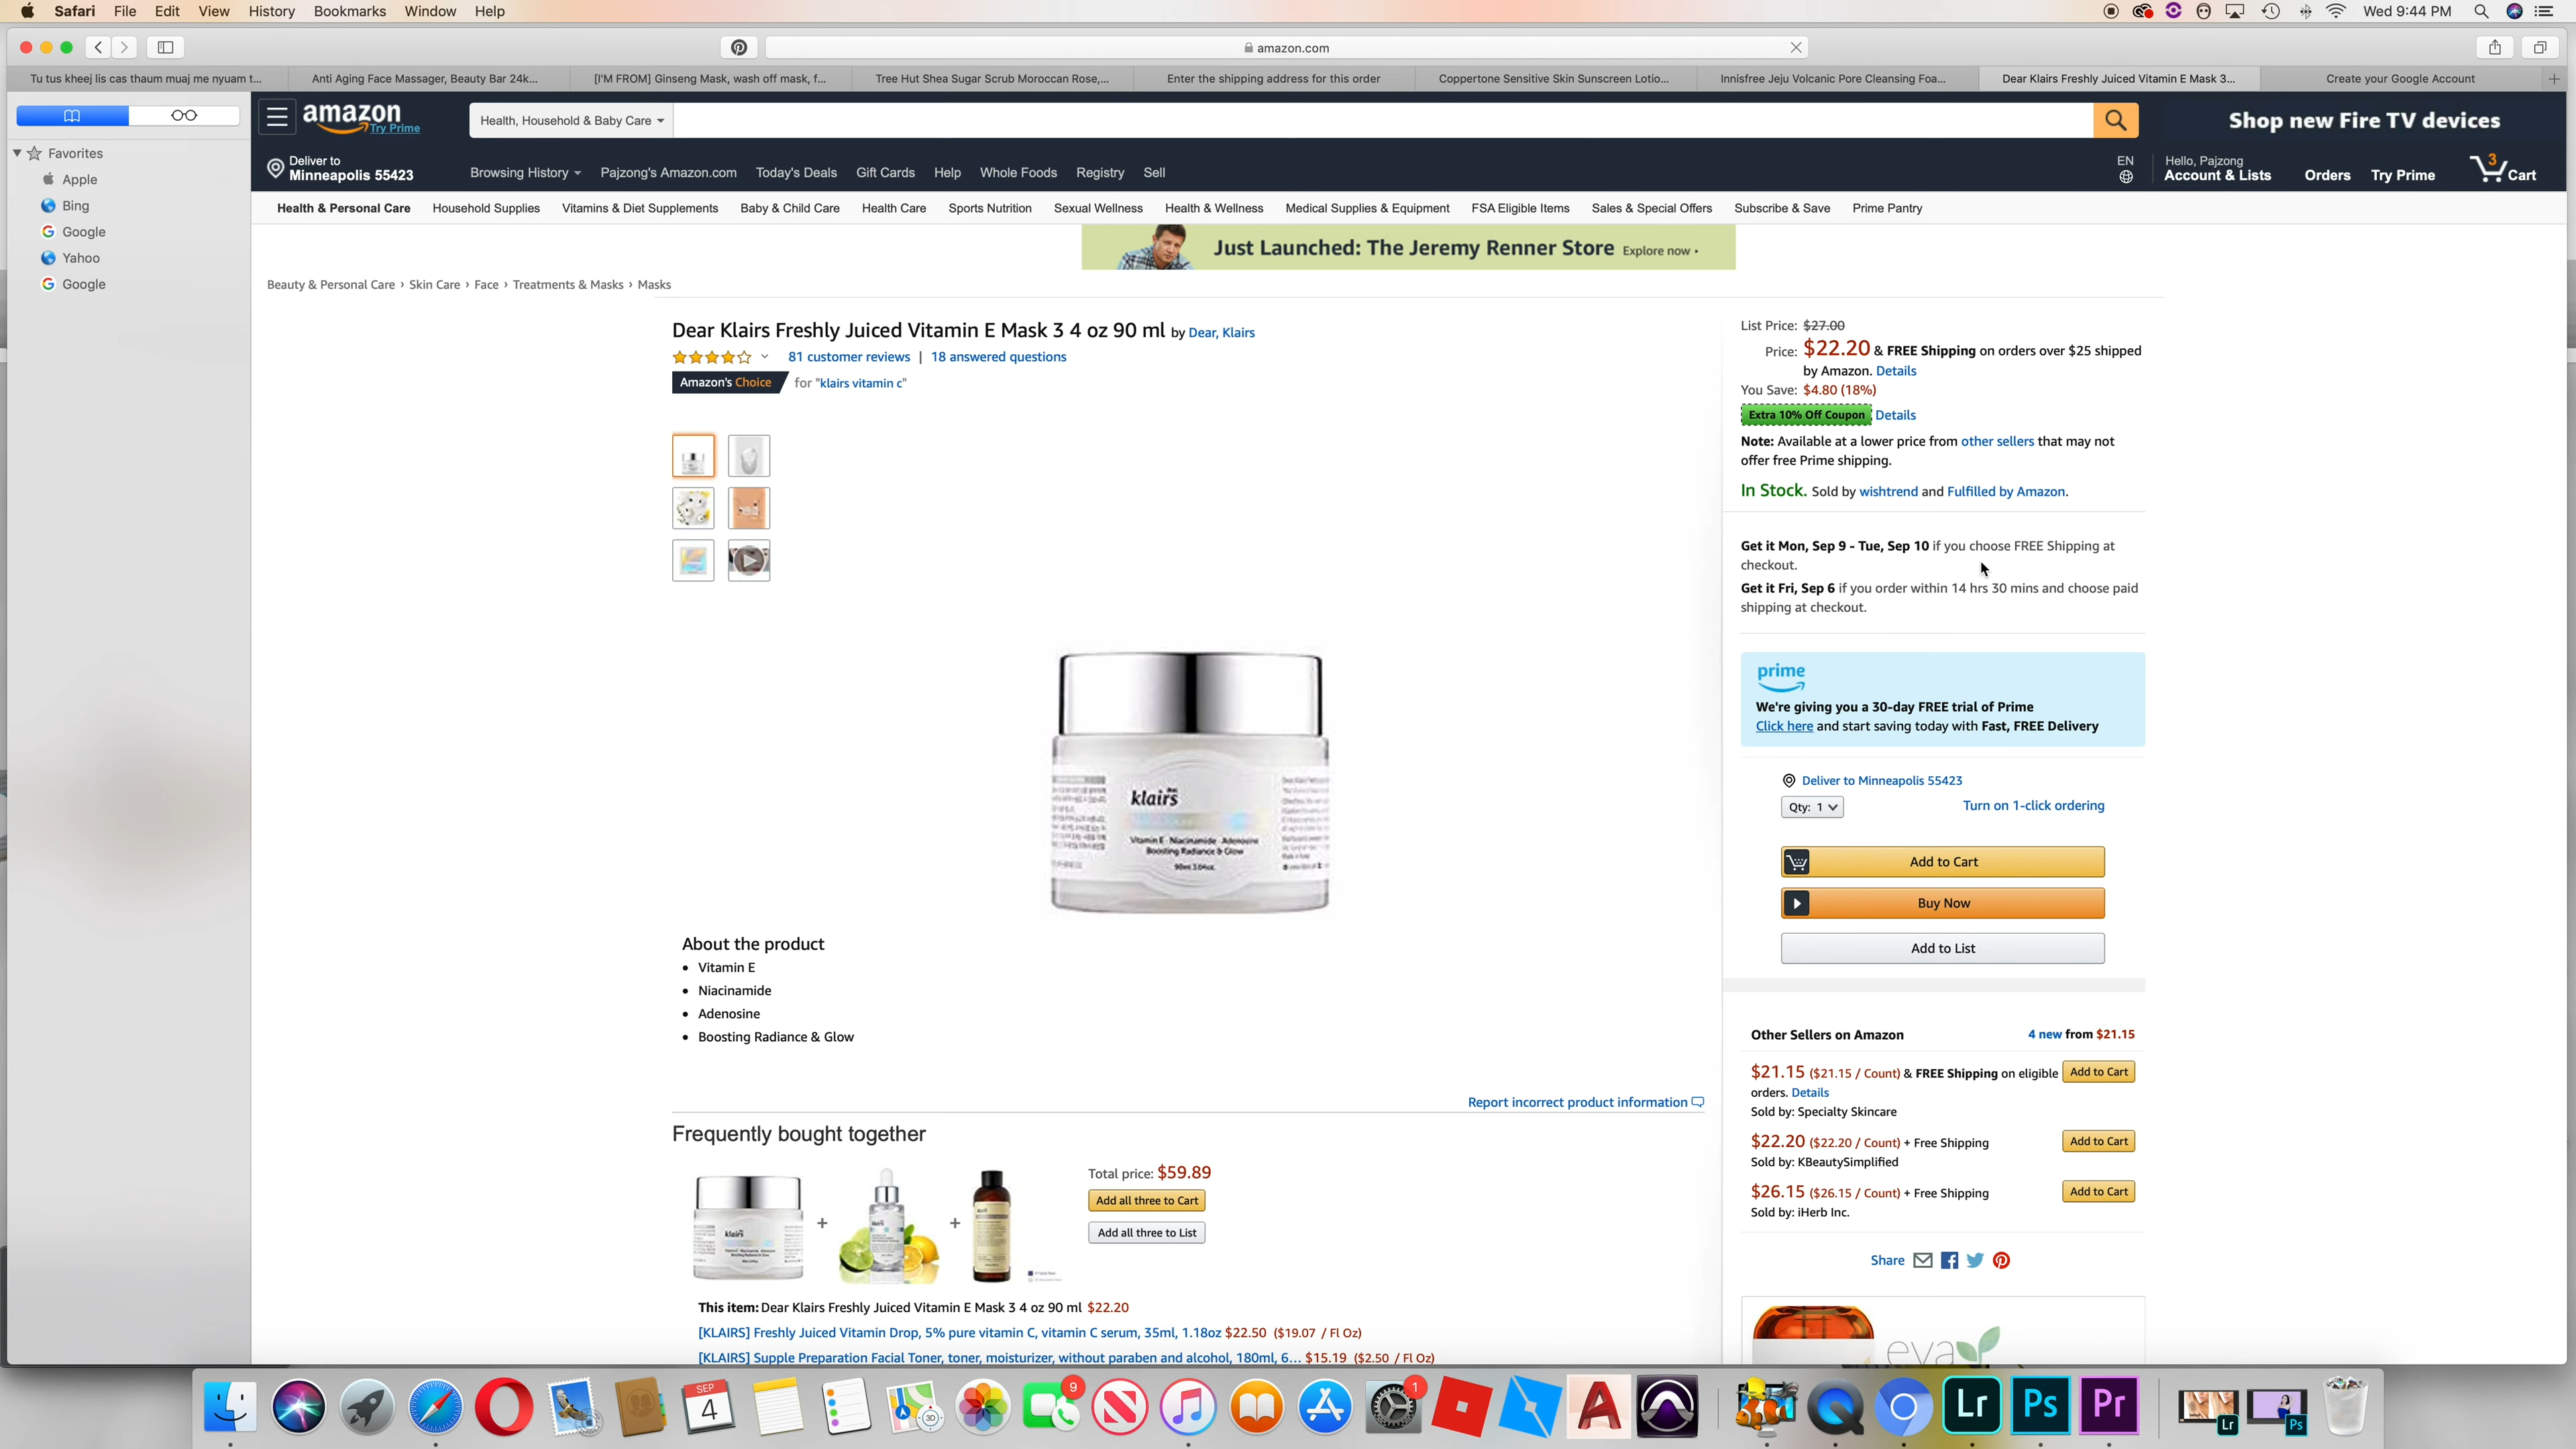 Safari File Edit View History Bookmarks Window Help
Wed 9:44 PM
amazon.com
Tu tus kheej lis cas thaum muaj me nyuam t...
Anti Aging Face Massager, Beauty Bar 24k...
[I'M FROM] Ginseng Mask, wash off mask, f...
Tree Hut Shea Sugar Scrub Moroccan Rose,...
Enter the shipping address for this order
Coppertone Sensitive Skin Sunscreen Lotio...
Innisfree Jeju Volcanic Pore Cleansing Foa...
Dear Klairs Freshly Juiced Vitamin E Mask 3...
Create your Google Account
Favorites
Apple
Bing
Google
Yahoo
Google
amazon
Try Prime
Health, Household & Baby Care
Shop new Fire TV devices
Deliver to
Minneapolis 55423
Browsing History Pajzong's Amazon.com Today's Deals Gift Cards Help Whole Foods Registry Sell
EN
Hello, Pajzong
Account & Lists
Orders
Try Prime
3
Cart
Health & Personal Care Household Supplies Vitamins & Diet Supplements Baby & Child Care Health Care Sports Nutrition Sexual Wellness Health & Wellness Medical Supplies & Equipment FSA Eligible Items Sales & Special Offers Subscribe & Save Prime Pantry
Just Launched: The Jeremy Renner Store Explore now ›
Beauty & Personal Care › Skin Care › Face › Treatments & Masks › Masks
Dear Klairs Freshly Juiced Vitamin E Mask 3 4 oz 90 ml by Dear, Klairs
81 customer reviews | 18 answered questions
Amazon's Choice for "klairs vitamin c"
klairs
Vitamin E · Niacinamide · Adenosine
Boosting Radiance & Glow
90ml 3.04oz.
About the product
• Vitamin E
• Niacinamide
• Adenosine
• Boosting Radiance & Glow
Report incorrect product information
Frequently bought together
klairs
+
klairs
+
Total price: $59.89
Add all three to Cart
Add all three to List
This item: Dear Klairs Freshly Juiced Vitamin E Mask 3 4 oz 90 ml $22.20
[KLAIRS] Freshly Juiced Vitamin Drop, 5% pure vitamin C, vitamin C serum, 35ml, 1.18oz $22.50 ($19.07 / Fl Oz)
[KLAIRS] Supple Preparation Facial Toner, toner, moisturizer, without paraben and alcohol, 180ml, 6... $15.19 ($2.50 / Fl Oz)
List Price: $27.00
Price: $22.20 & FREE Shipping on orders over $25 shipped
by Amazon. Details
You Save: $4.80 (18%)
Extra 10% Off Coupon Details
Note: Available at a lower price from other sellers that may not
offer free Prime shipping.
In Stock. Sold by wishtrend and Fulfilled by Amazon.
Get it Mon, Sep 9 - Tue, Sep 10 if you choose FREE Shipping at
checkout.
Get it Fri, Sep 6 if you order within 14 hrs 30 mins and choose paid
shipping at checkout.
prime
We're giving you a 30-day FREE trial of Prime
Click here and start saving today with Fast, FREE Delivery
Deliver to Minneapolis 55423
Qty: 1
Turn on 1-click ordering
Add to Cart
Buy Now
Add to List
Other Sellers on Amazon
4 new from $21.15
$21.15 ($21.15 / Count) & FREE Shipping on eligible
orders. Details
Add to Cart
Sold by: Specialty Skincare
$22.20 ($22.20 / Count) + Free Shipping
Add to Cart
Sold by: KBeautySimplified
$26.15 ($26.15 / Count) + Free Shipping
Add to Cart
Sold by: iHerb Inc.
Share
eva
SEP
4
3D
9
1
Lr
Ps
Pr
Lr
Ps